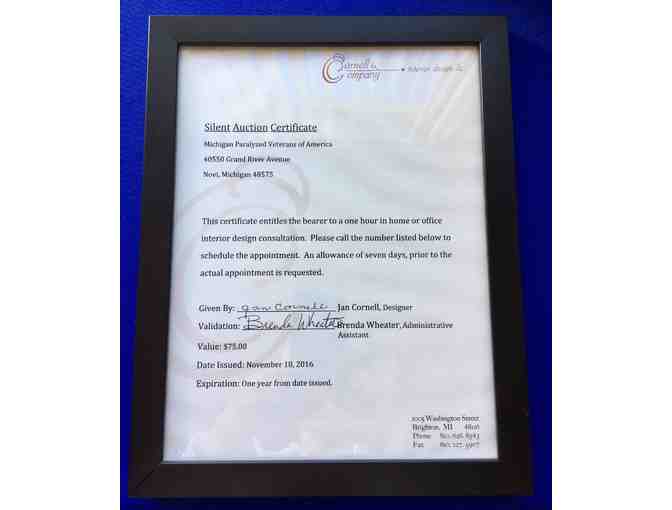 Cornell &
Company
interior design llc
Silent Auction Certificate
Michigan Paralyzed Veterans of America
40550 Grand River Avenue
Novi, Michigan 48375
This certificate entitles the bearer to a one hour in home or office
interior design consultation. Please call the number listed below to
schedule the appointment. An allowance of seven days, prior to the
actual appointment is requested.
Given By: Jan Cornell Jan Cornell, Designer
Validation: Brenda Wheater Brenda Wheater, Administrative
Assistant
Value: $75.00
Date Issued: November 10, 2016
Expiration: One year from date issued.
Washington Street
Brighton, MI
Phone
Fax